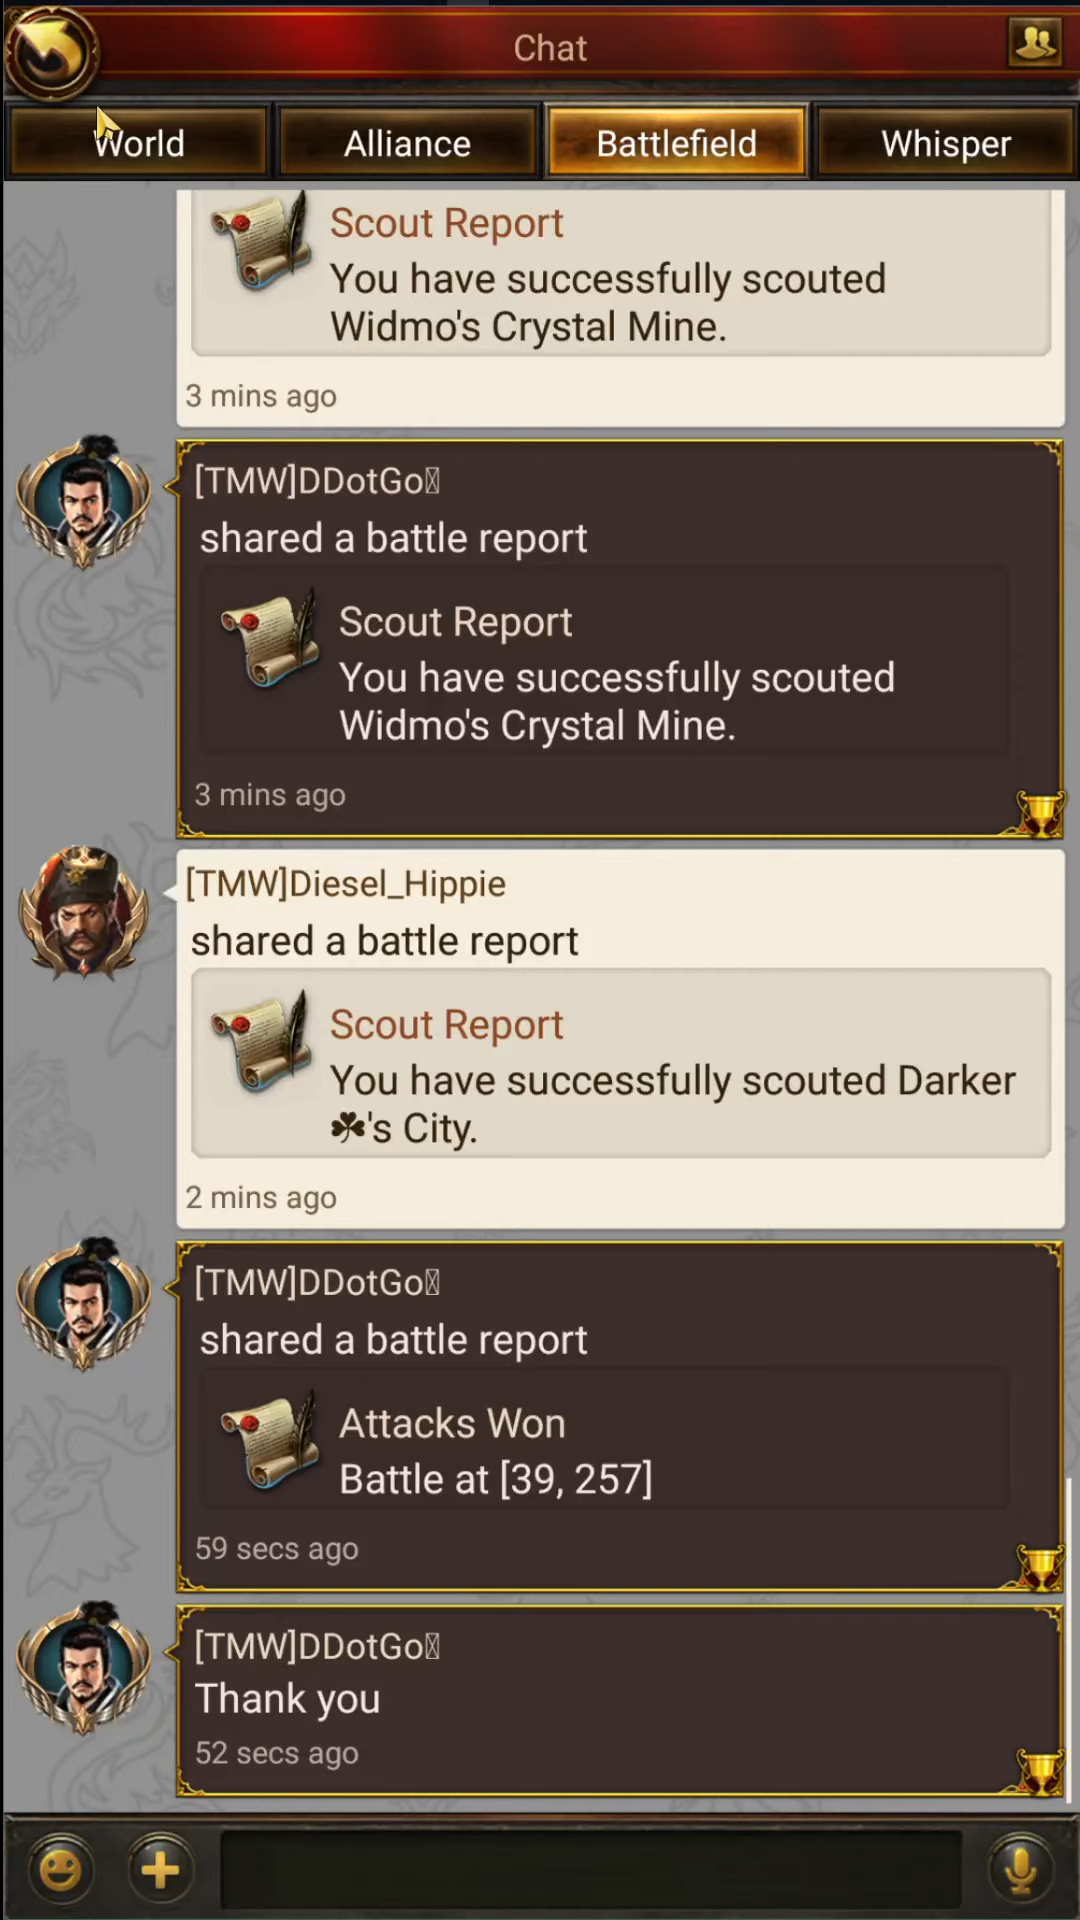 Chat
World Alliance Battlefield Whisper
Scout Report
You have successfully scouted
Widmo's Crystal Mine.
3 mins ago
[TMW]DDotGo
shared a battle report
Scout Report
You have successfully scouted
Widmo's Crystal Mine.
3 mins ago
[TMW]Diesel_Hippie
shared a battle report
Scout Report
You have successfully scouted Darker
☘'s City.
2 mins ago
[TMW]DDotGo
shared a battle report
Attacks Won
Battle at [39, 257]
59 secs ago
[TMW]DDotGo
Thank you
52 secs ago